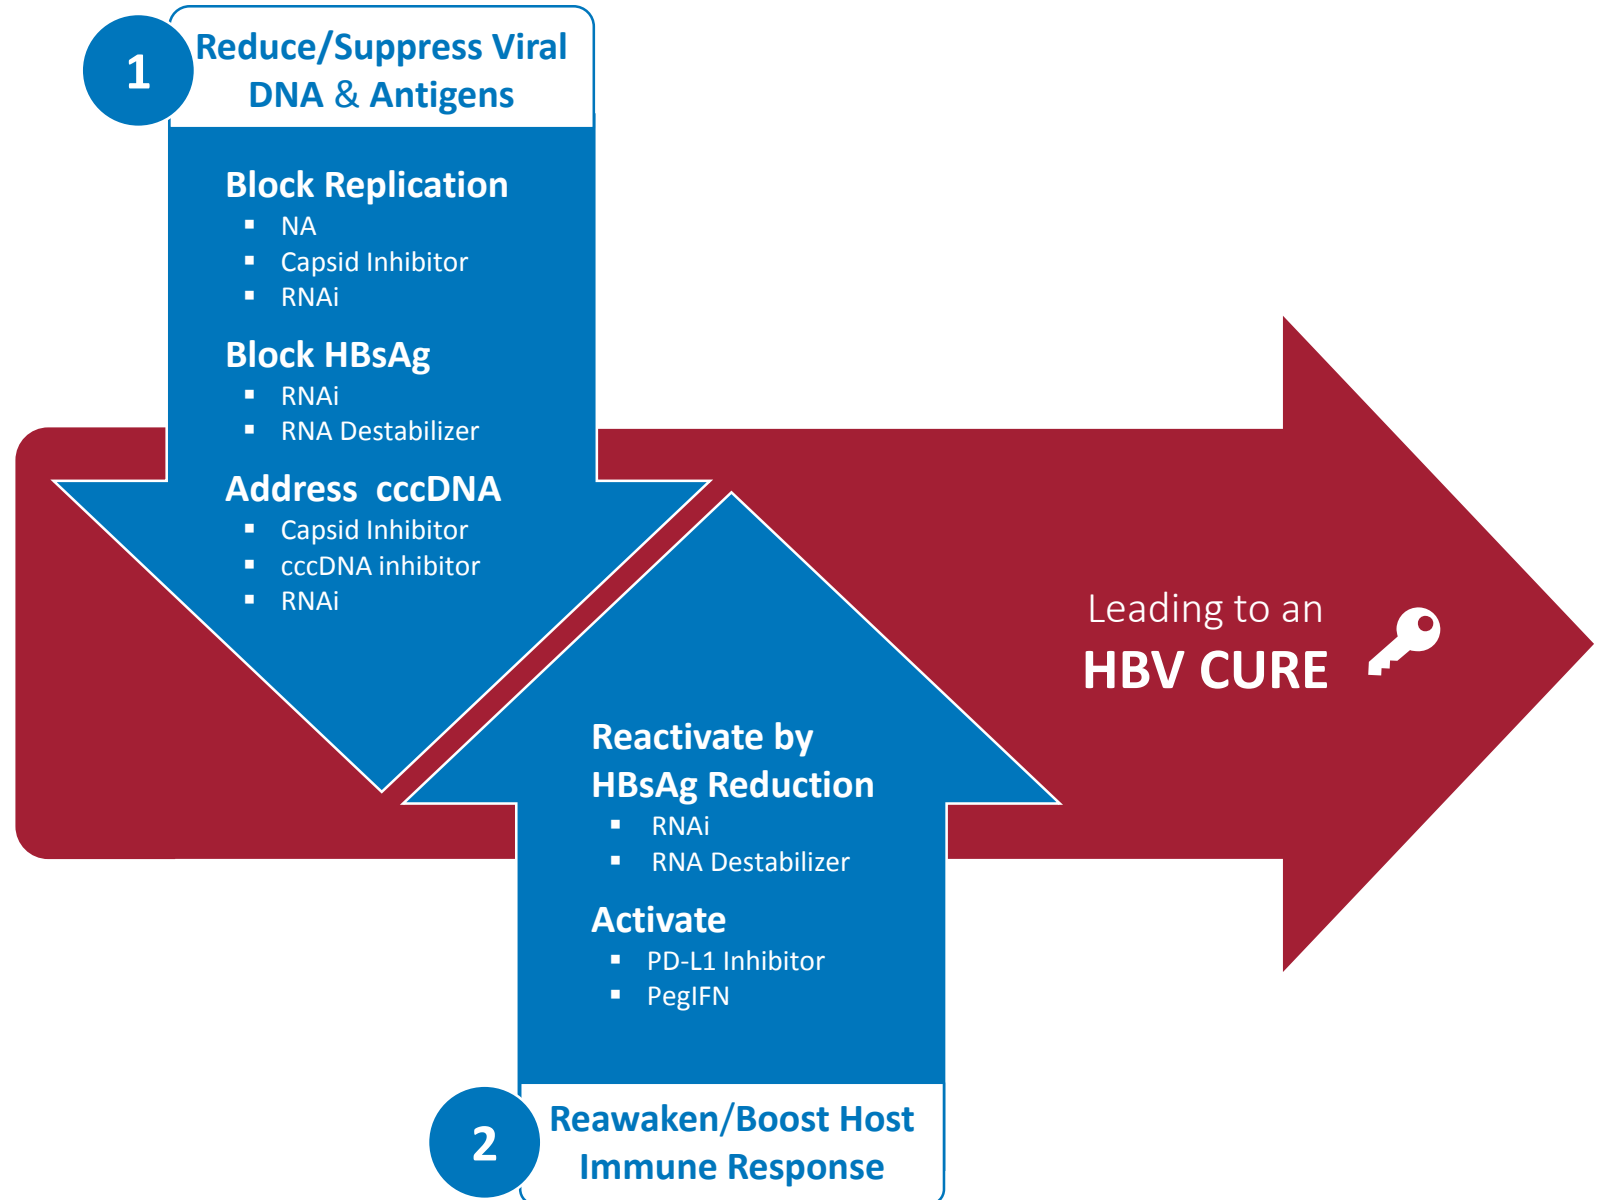 1
Reduce/Suppress Viral
DNA & Antigens
Block Replication
▪ NA
▪ Capsid Inhibitor
▪ RNAi
Block HBsAg
▪ RNAi
▪ RNA Destabilizer
Address cccDNA
▪ Capsid Inhibitor
▪ cccDNA inhibitor
▪ RNAi
Leading to an
HBV CURE
Reactivate by
HBsAg Reduction
▪ RNAi
▪ RNA Destabilizer
Activate
▪ PD-L1 Inhibitor
▪ PegIFN
2
Reawaken/Boost Host
Immune Response